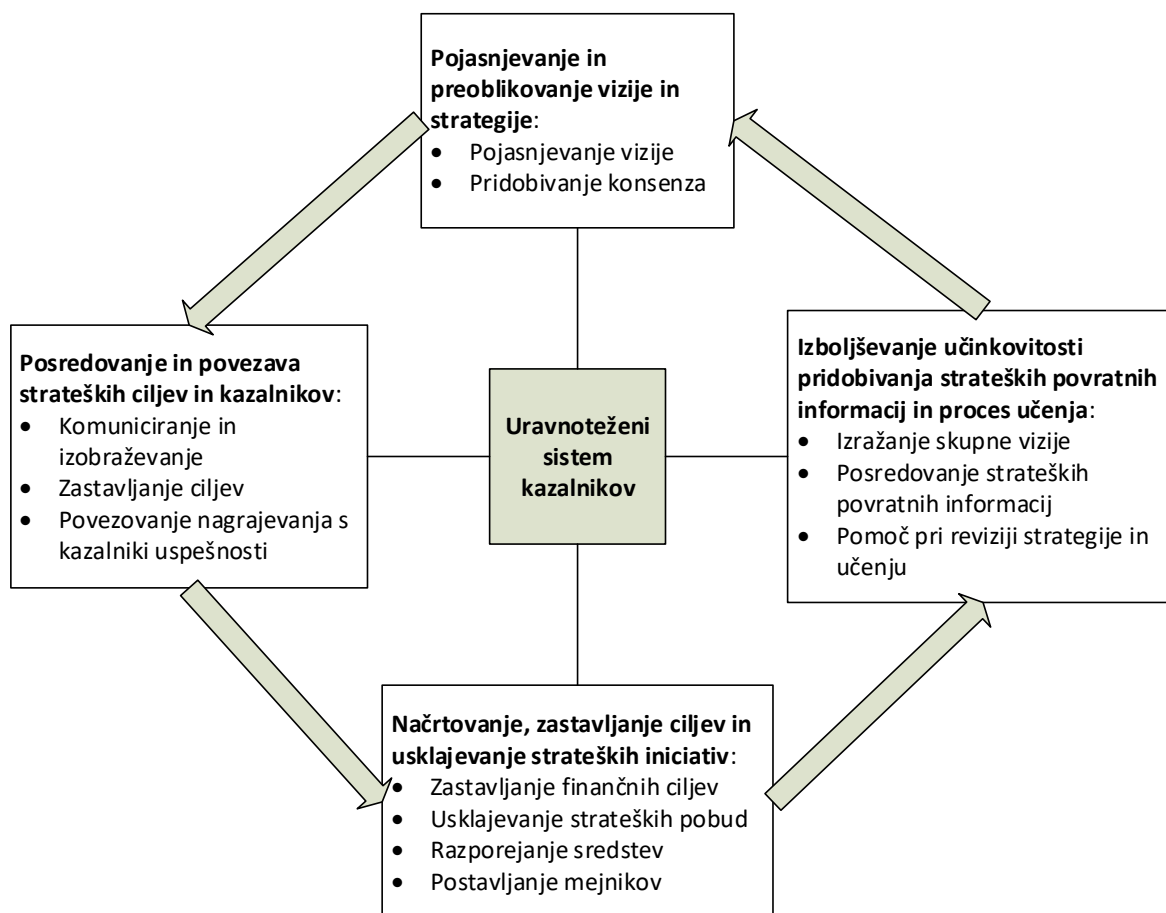 Pojasnjevanje in
preoblikovanje vizije in
strategije:
• Pojasnjevanje vizije
• Pridobivanje konsenza
Posredovanje in povezava
strateških ciljev in kazalnikov:
• Komuniciranje in
izobraževanje
• Zastavljanje ciljev
• Povezovanje nagrajevanja s
kazalniki uspešnosti
Uravnoteženi
sistem
kazalnikov
Izboljševanje učinkovitosti
pridobivanja strateških povratnih
informacij in proces učenja:
• Izražanje skupne vizije
• Posredovanje strateških
povratnih informacij
• Pomoč pri reviziji strategije in
učenju
Načrtovanje, zastavljanje ciljev in
usklajevanje strateških iniciativ:
• Zastavljanje finančnih ciljev
• Usklajevanje strateških pobud
• Razporejanje sredstev
• Postavljanje mejnikov